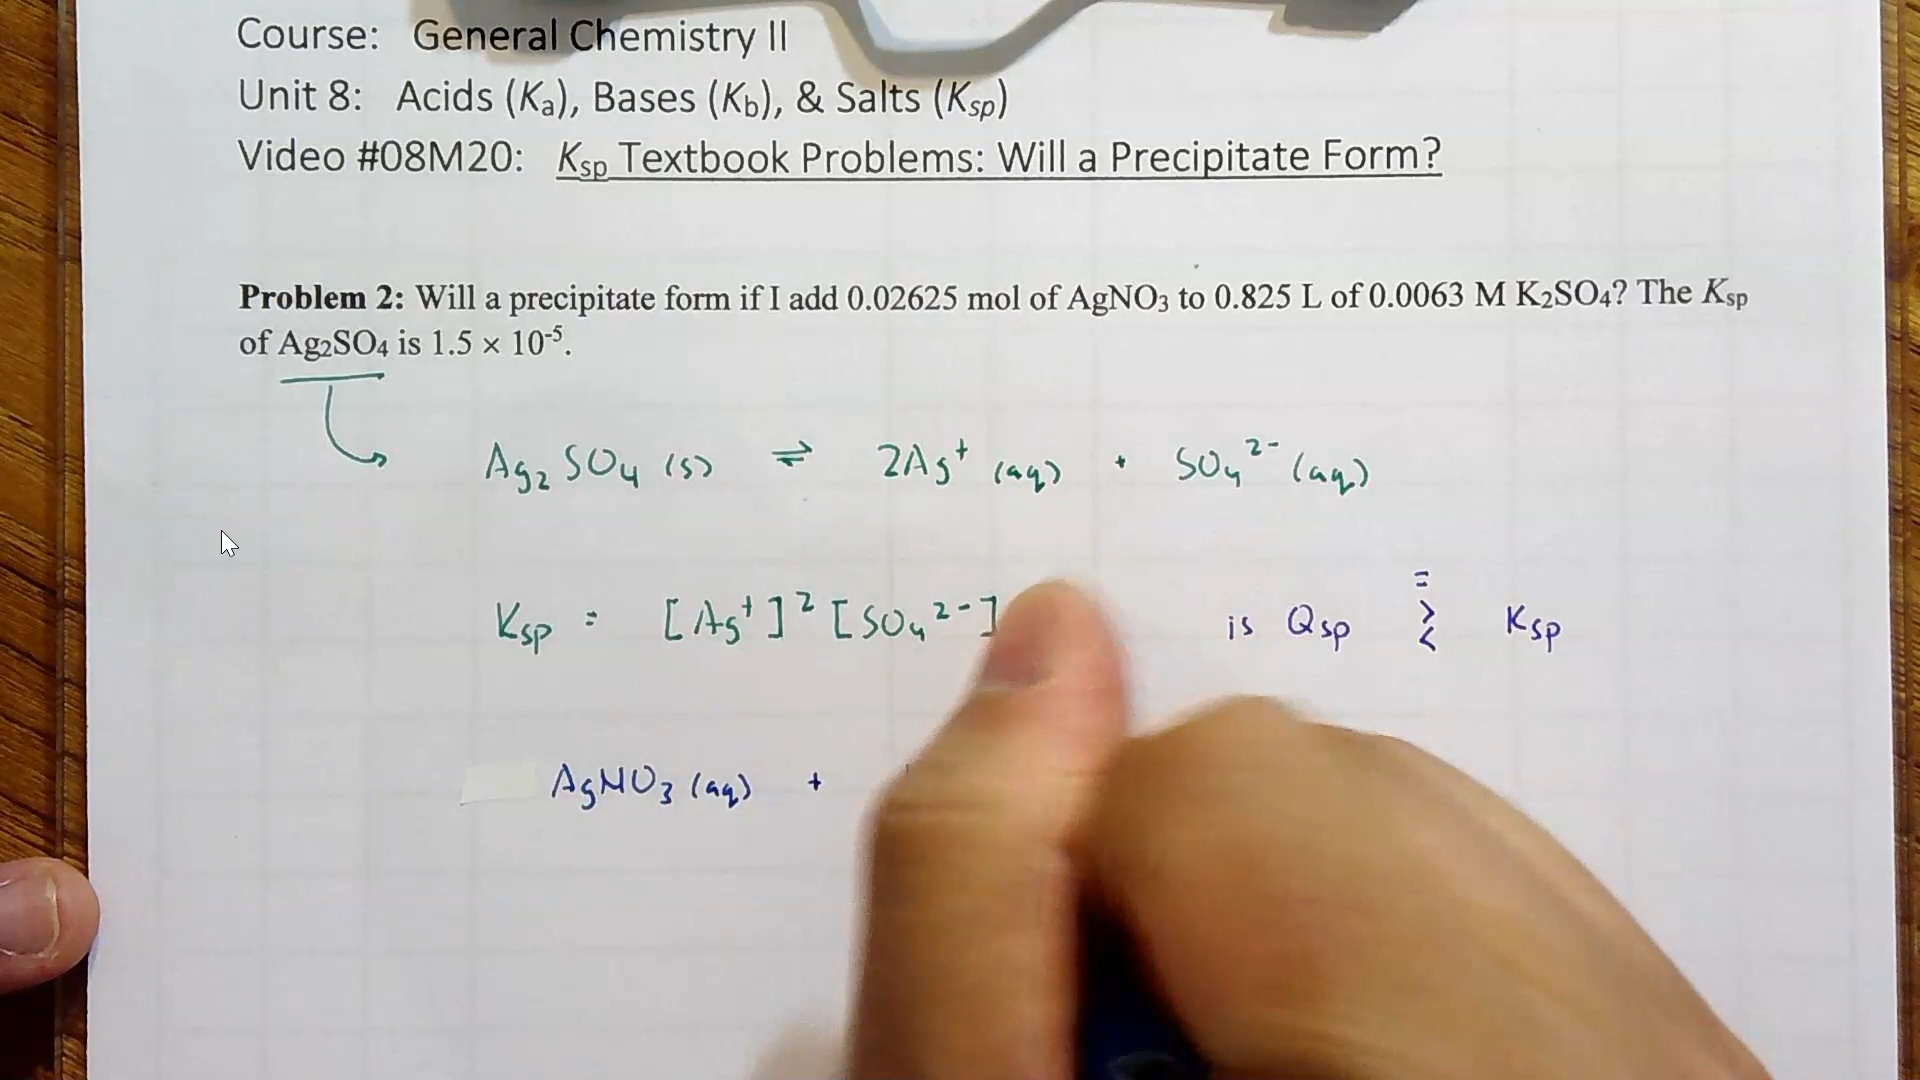 Course: General Chemistry II
Unit 8: Acids (Kₐ), Bases (K_b), & Salts (Kₛₚ)
Video #08M20: Kₛₚ Textbook Problems: Will a Precipitate Form?
Problem 2: Will a precipitate form if I add 0.02625 mol of AgNO₃ to 0.825 L of 0.0063 M K₂SO₄? The Kₛₚ
of Ag₂SO₄ is 1.5 × 10⁻⁵.
Ag₂SO₄ (s) ⇌ 2Ag⁺ (aq) + SO₄²⁻ (aq)
Kₛₚ = [Ag⁺]² [SO₄²⁻] is Qₛₚ = > < Kₛₚ
AgNO₃ (aq) +